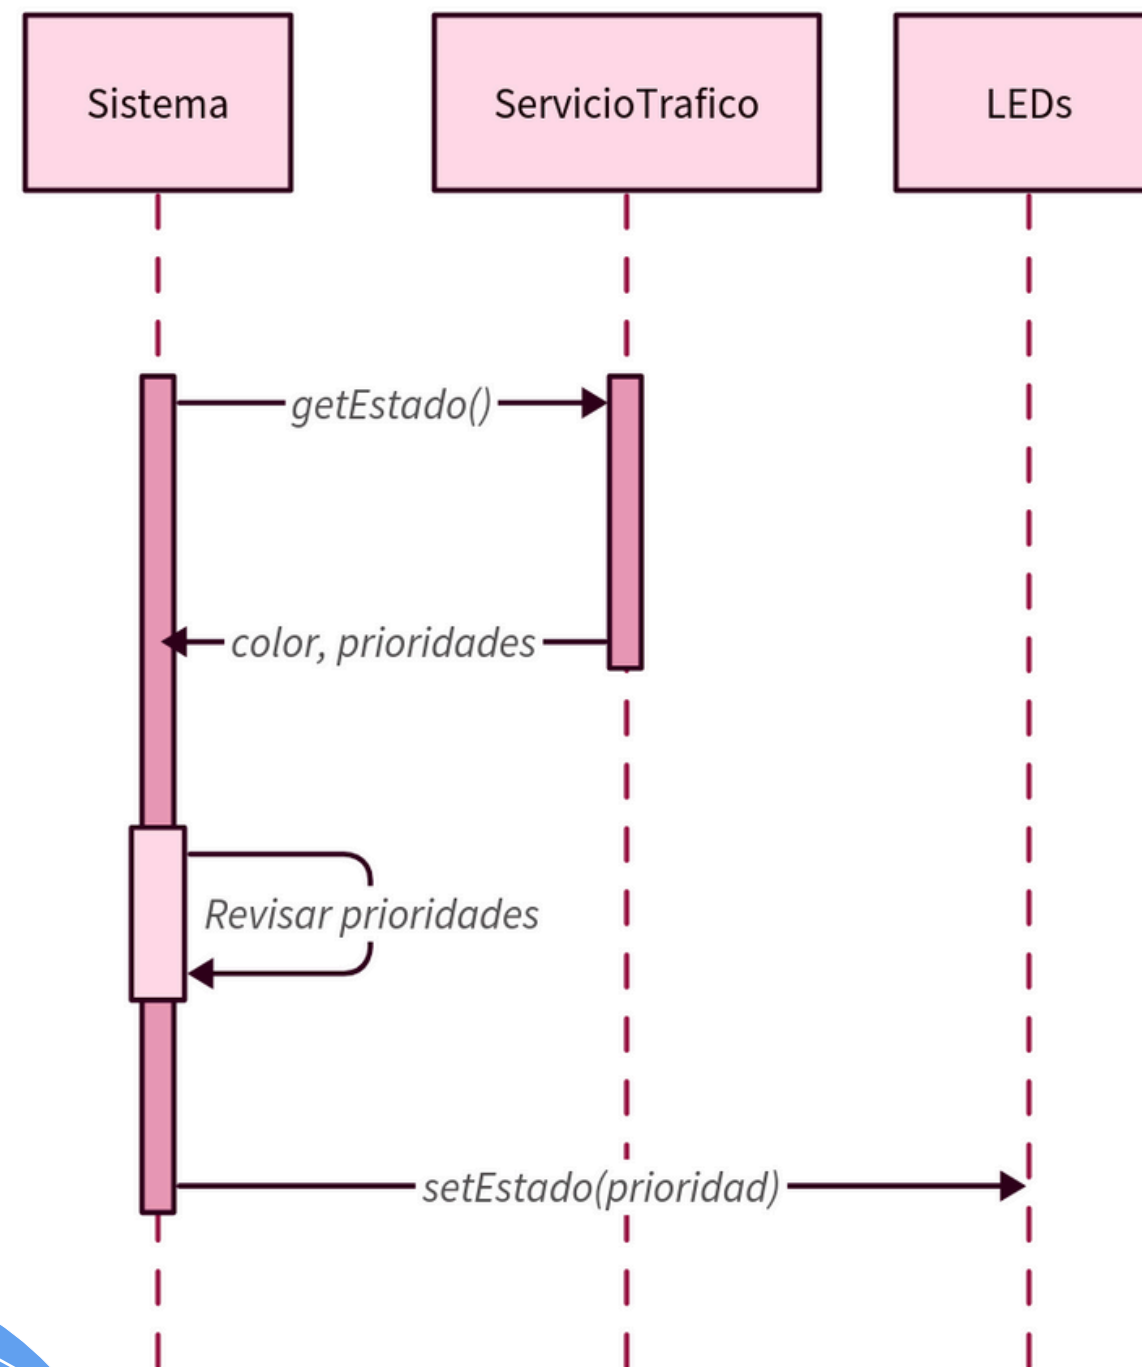 Sistema
ServicioTrafico
LEDs
getEstado()
color, prioridades
Revisar prioridades
setEstado(prioridad)